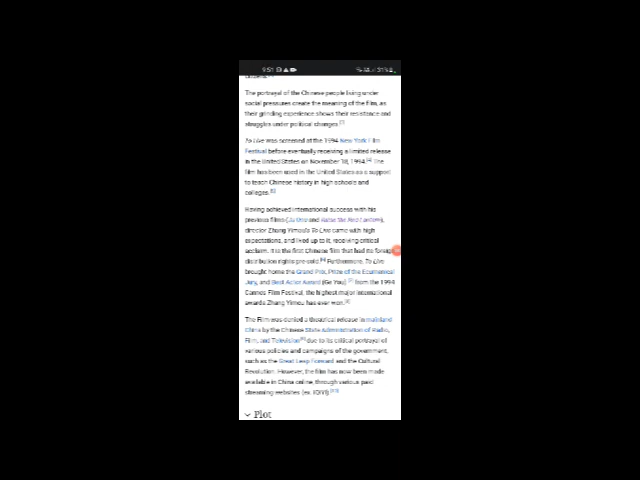 9:51
The portrayal of the Chinese people living under
social pressures create the meaning of the film, as
their grinding experience shows their resistance and
struggles under political changes.
To Live was screened at the 1994 New York Film
Festival before eventually receiving a limited release
in the United States on November 18, 1994. The
film has been used in the United States as a support
to teach Chinese history in high schools and
colleges.
Having achieved international success with his
previous films (Ju Dou and Raise the Red Lantern),
director Zhang Yimou's To Live came with high
expectations, and lived up to it, receiving critical
acclaim. It is the first Chinese film that had its foreign
distribution rights pre-sold. Furthermore, To Live
brought home the Grand Prix, Prize of the Ecumenical
Jury, and Best Actor Award (Ge You) from the 1994
Cannes Film Festival, the highest major international
awards Zhang Yimou has ever won.
The Film was denied a theatrical release in mainland
China by the Chinese State Administration of Radio,
Film, and Television due to its critical portrayal of
various policies and campaigns of the government,
such as the Great Leap Forward and the Cultural
Revolution. However, the film has now been made
available in China online, through various paid
streaming websites (ex. iQIYI)
Plot